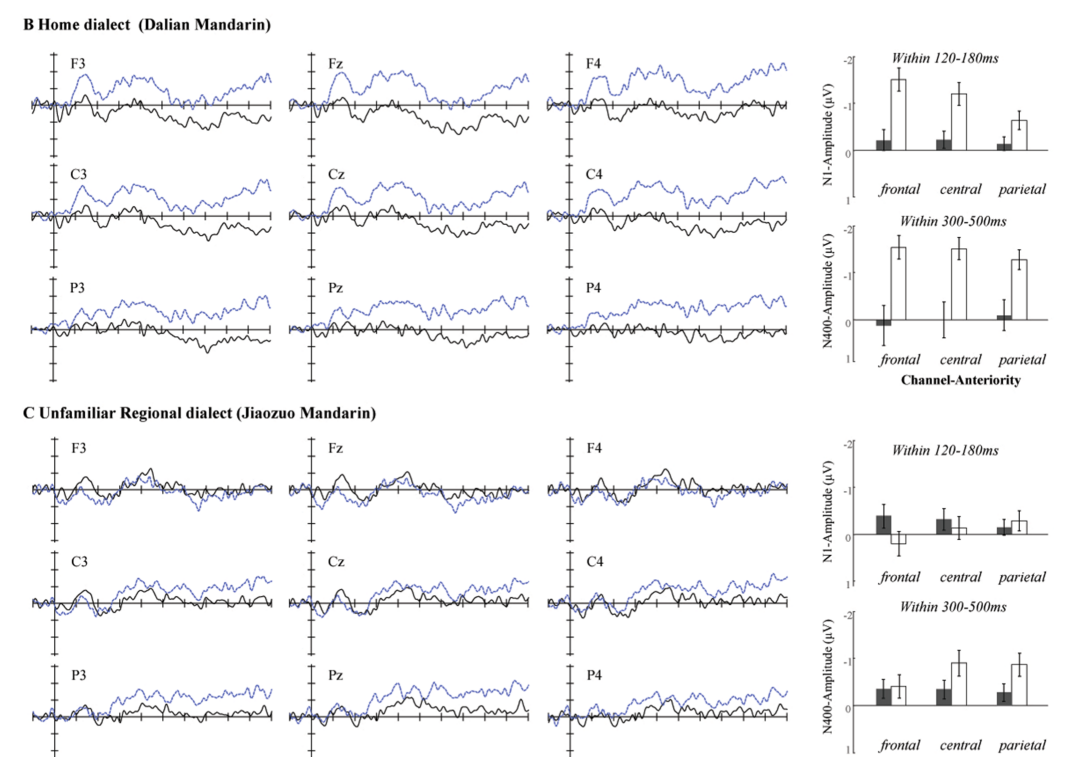 B Home dialect  (Dalian Mandarin)
F3
Fz
F4
C3
Cz
C4
P3
Pz
P4
Within 120-180ms
N1-Amplitude (μV)
-2
-1
0
1
frontal central parietal
Within 300-500ms
N400-Amplitude (μV)
-2
-1
0
1
frontal central parietal
Channel-Anteriority
C Unfamiliar Regional dialect (Jiaozuo Mandarin)
F3
Fz
F4
C3
Cz
C4
P3
Pz
P4
Within 120-180ms
N1-Amplitude (μV)
-2
-1
0
1
frontal central parietal
Within 300-500ms
N400-Amplitude (μV)
-2
-1
0
1
frontal central parietal